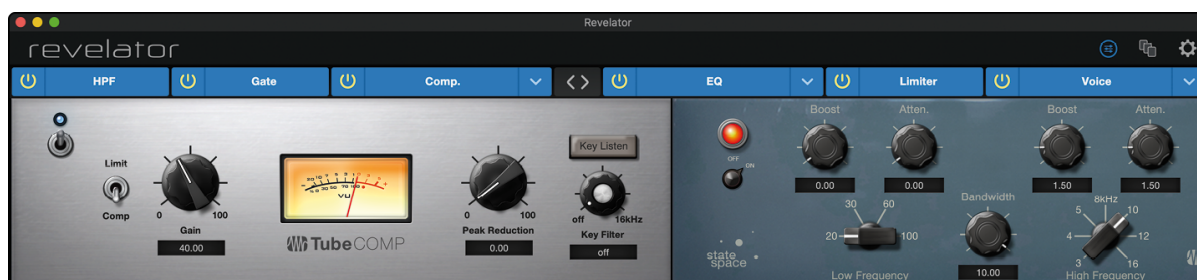 Revelator
revelator
HPF Gate Comp. EQ Limiter Voice
Boost Atten. Boost Atten.
Key Listen
OFF
ON
Limit
Comp
0 100
Gain
40.00
VU
TubeCOMP
0 100
Peak Reduction
0.00
off 16kHz
Key Filter
off
0.00 0.00 1.50 1.50
Bandwidth
10.00
state
space
20 30 60 100
Low Frequency
3 4 5 8kHz 10 12 16
High Frequency